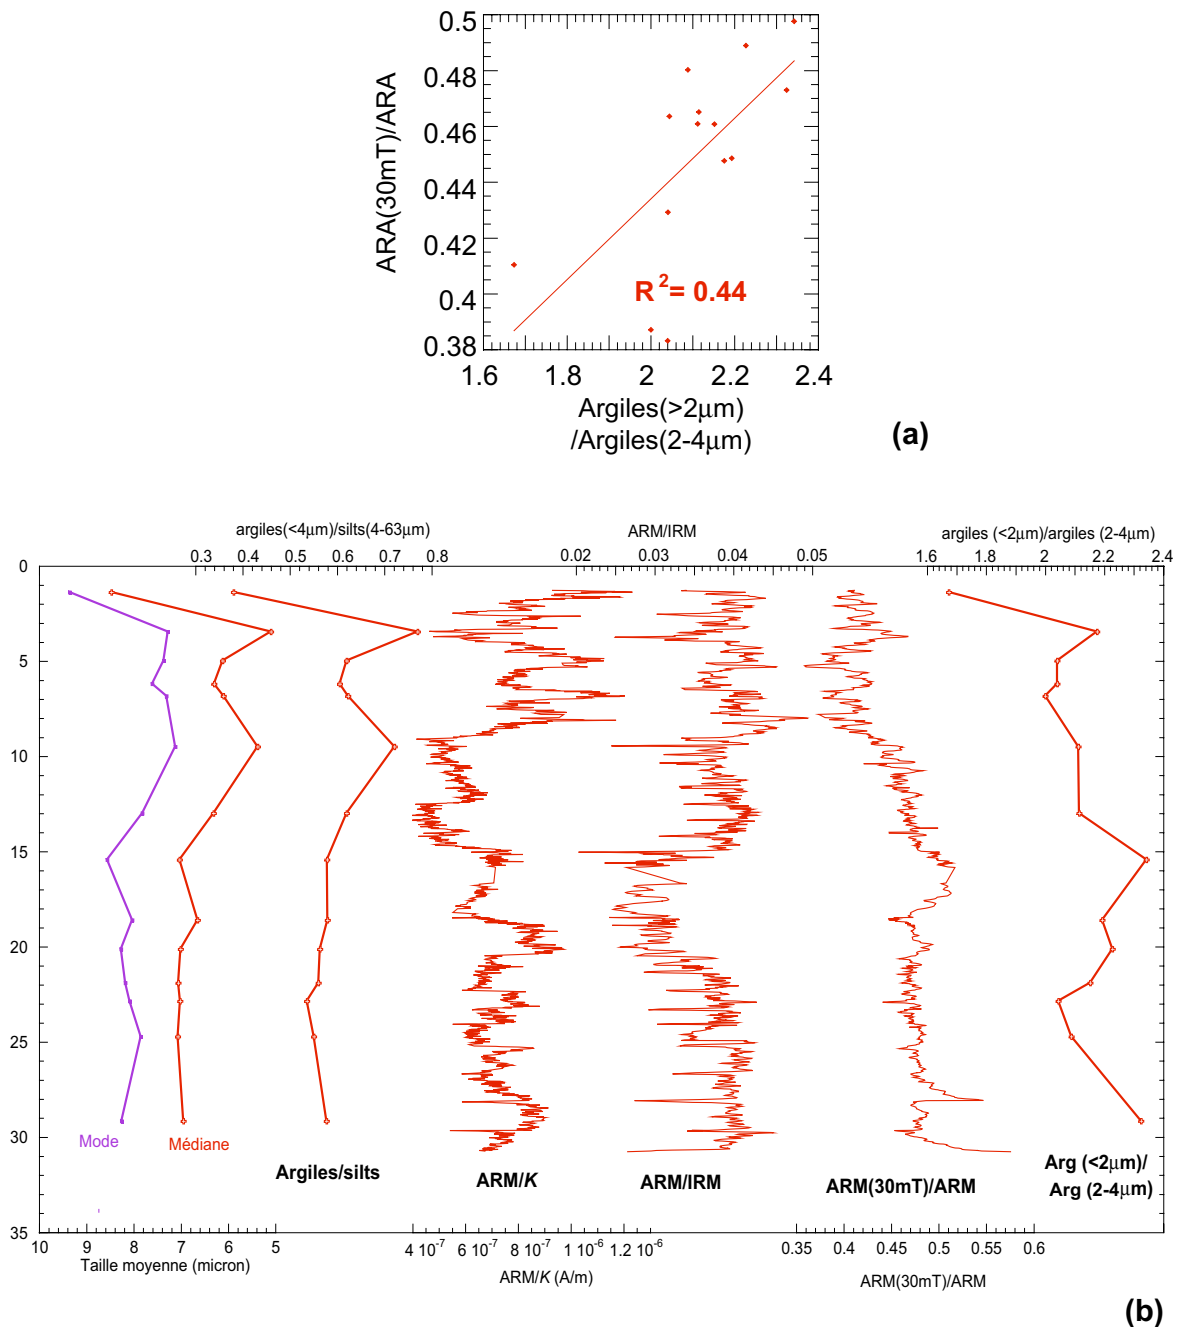 0.5
0.48
0.46
0.44
0.42
0.4
0.38
ARA(30mT)/ARA
R²= 0.44
1.6 1.8 2 2.2 2.4
Argiles(>2µm)
/Argiles(2-4µm)
(a)
argiles(<4µm)/silts(4-63µm) ARM/IRM argiles (<2µm)/argiles (2-4µm)
0.3 0.4 0.5 0.6 0.7 0.8 0.02 0.03 0.04 0.05 1.6 1.8 2 2.2 2.4
0
5
10
15
20
25
30
35
Mode
Médiane
Argiles/silts
ARM/K
ARM/IRM
ARM(30mT)/ARM
Arg (<2µm)/
Arg (2-4µm)
10 9 8 7 6 5
Taille moyenne (micron)
4 10⁻⁷ 6 10⁻⁷ 8 10⁻⁷ 1 10⁻⁶ 1.2 10⁻⁶
ARM/K (A/m)
0.35 0.4 0.45 0.5 0.55 0.6
ARM(30mT)/ARM
(b)